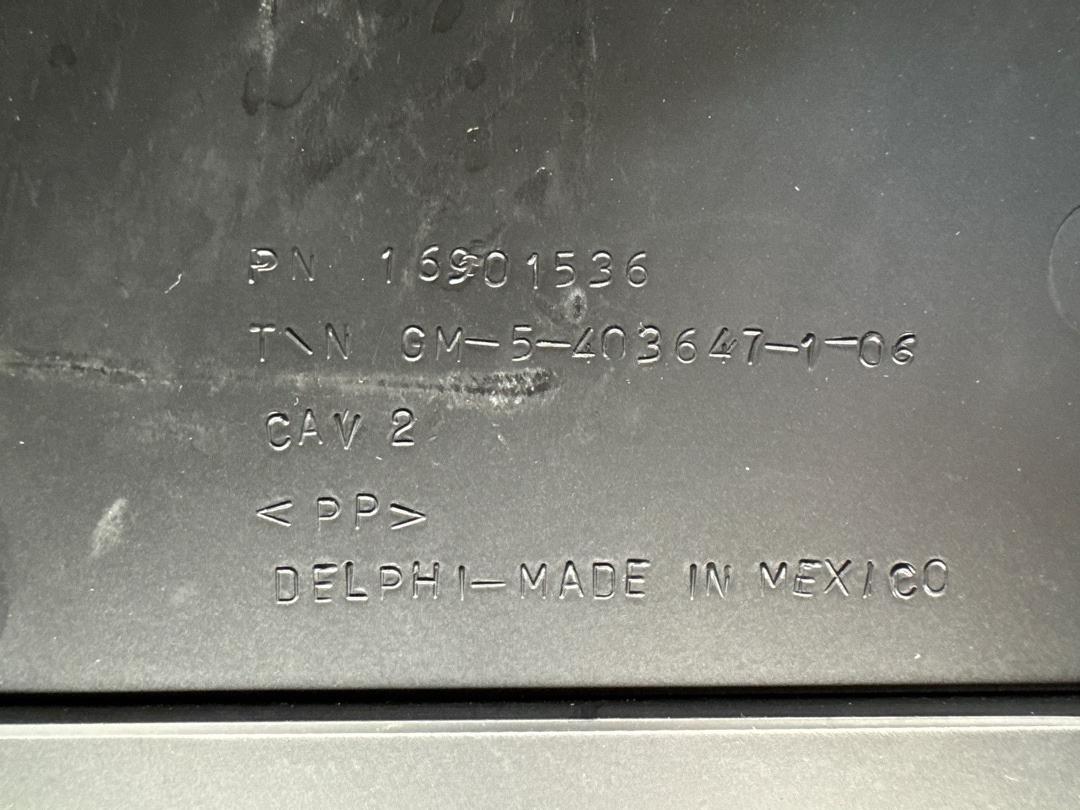 PN 16901536
T\N GM-5-403647-1-06
CAV 2
<PP>
DELPHI-MADE IN MEXICO